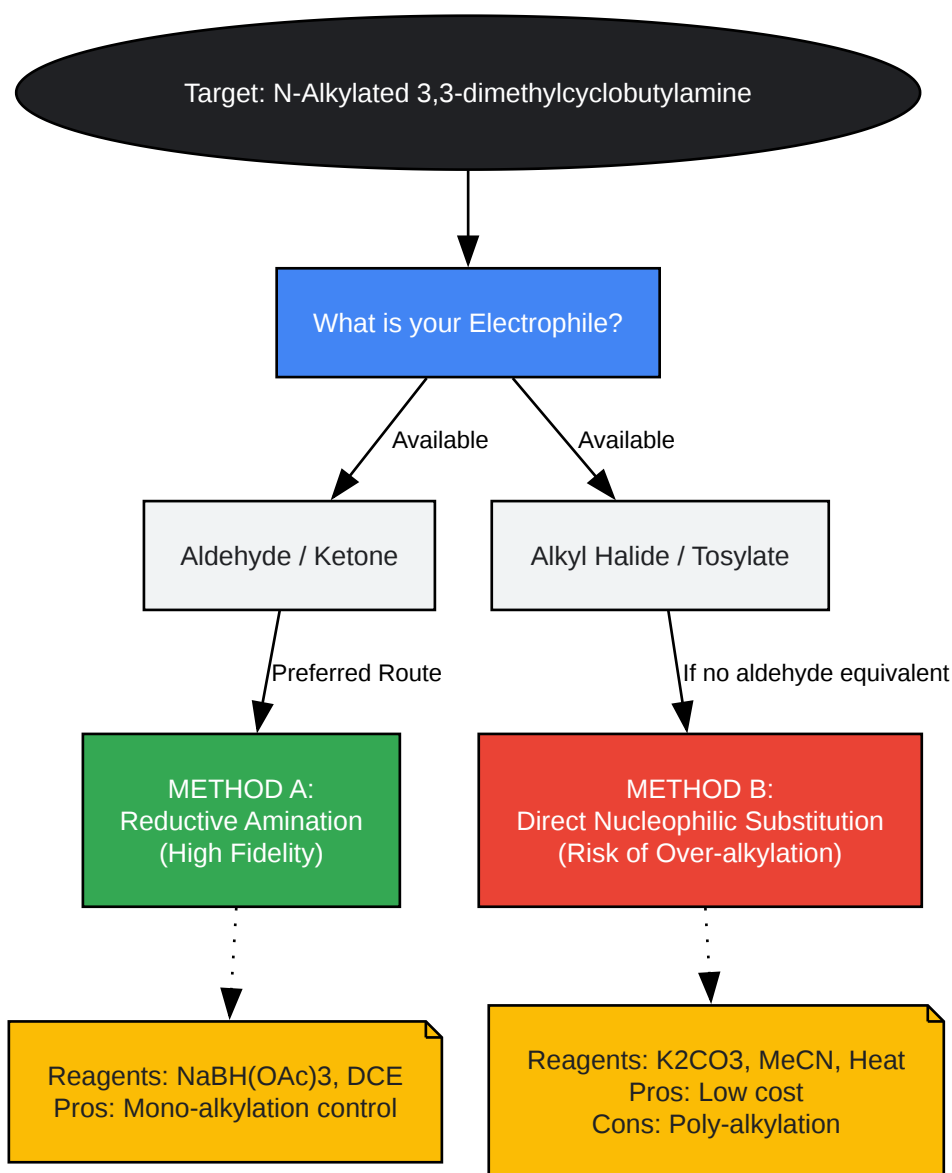 Target: N-Alkylated 3,3-dimethylcyclobutylamine
What is your Electrophile?
Available
Available
Aldehyde / Ketone
Alkyl Halide / Tosylate
Preferred Route
If no aldehyde equivalent
METHOD A:
Reductive Amination
(High Fidelity)
METHOD B:
Direct Nucleophilic Substitution
(Risk of Over-alkylation)
Reagents: NaBH(OAc)3, DCE
Pros: Mono-alkylation control
Reagents: K2CO3, MeCN, Heat
Pros: Low cost
Cons: Poly-alkylation